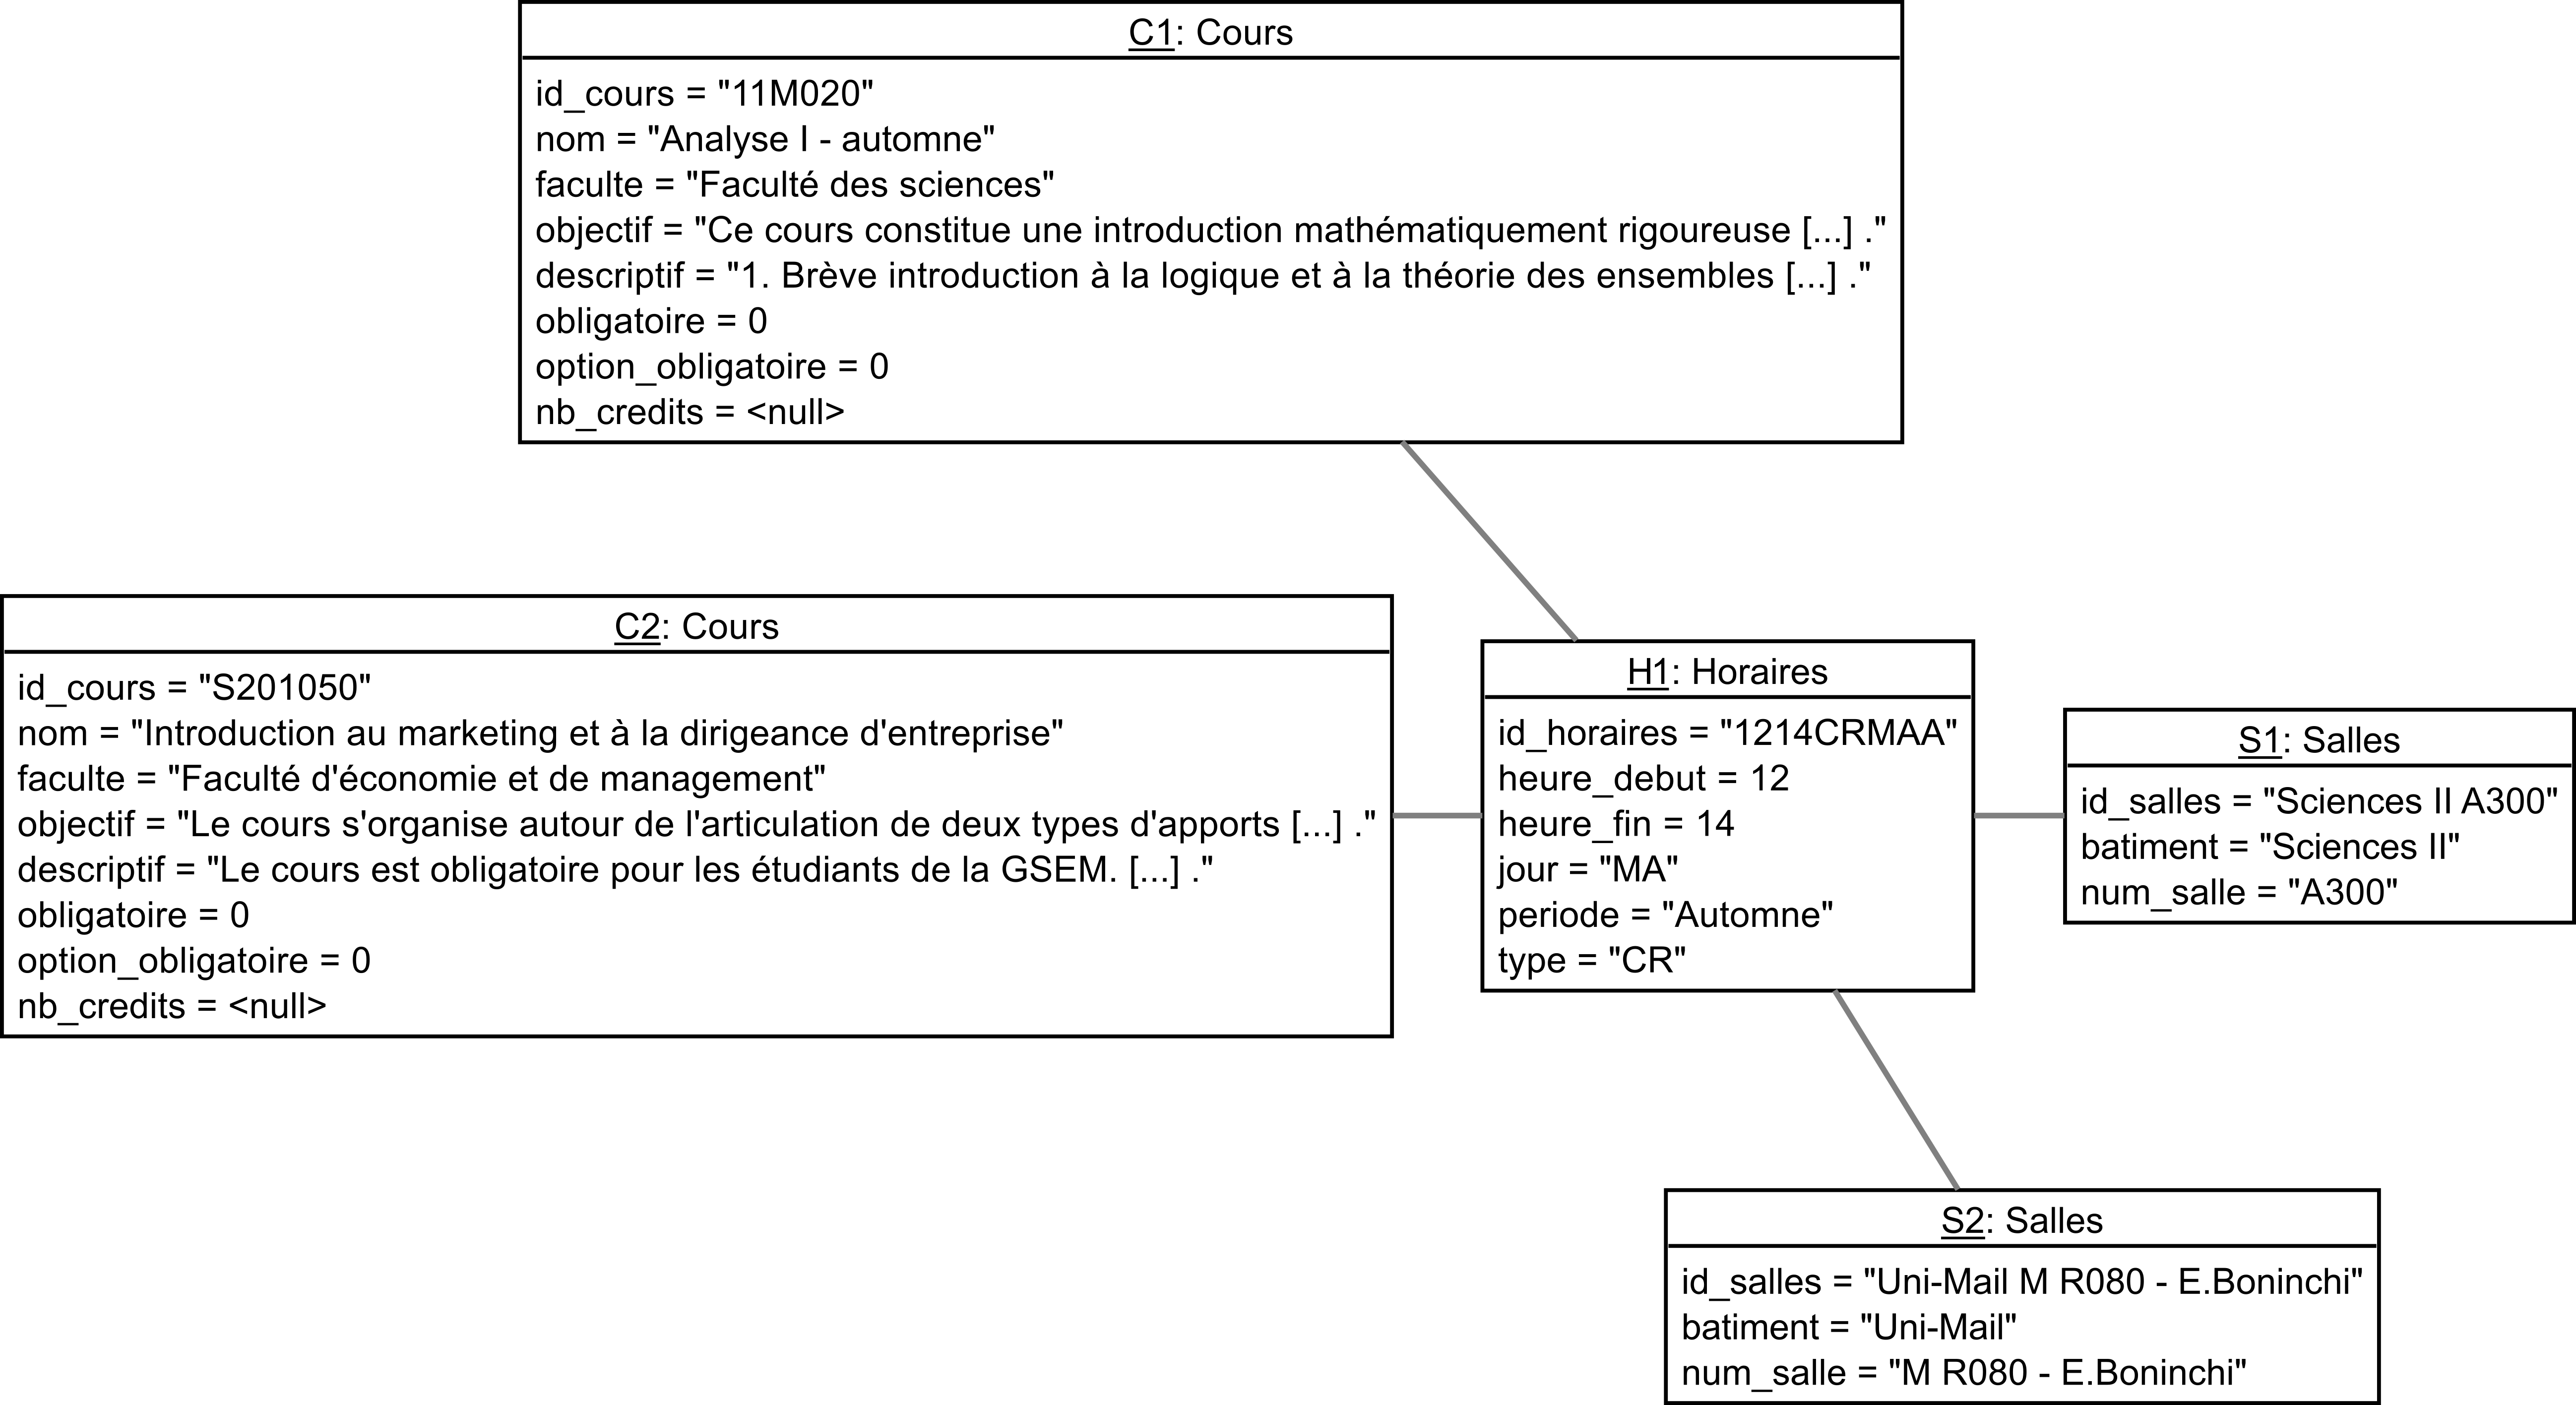 C1: Cours
id_cours = "11M020"
nom = "Analyse I - automne"
faculte = "Faculté des sciences"
objectif = "Ce cours constitue une introduction mathématiquement rigoureuse [...] ."
descriptif = "1. Brève introduction à la logique et à la théorie des ensembles [...] ."
obligatoire = 0
option_obligatoire = 0
nb_credits = <null>
C2: Cours
id_cours = "S201050"
nom = "Introduction au marketing et à la dirigeance d'entreprise"
faculte = "Faculté d'économie et de management"
objectif = "Le cours s'organise autour de l'articulation de deux types d'apports [...] ."
descriptif = "Le cours est obligatoire pour les étudiants de la GSEM. [...] ."
obligatoire = 0
option_obligatoire = 0
nb_credits = <null>
H1: Horaires
id_horaires = "1214CRMAA"
heure_debut = 12
heure_fin = 14
jour = "MA"
periode = "Automne"
type = "CR"
S1: Salles
id_salles = "Sciences II A300"
batiment = "Sciences II"
num_salle = "A300"
S2: Salles
id_salles = "Uni-Mail M R080 - E.Boninchi"
batiment = "Uni-Mail"
num_salle = "M R080 - E.Boninchi"